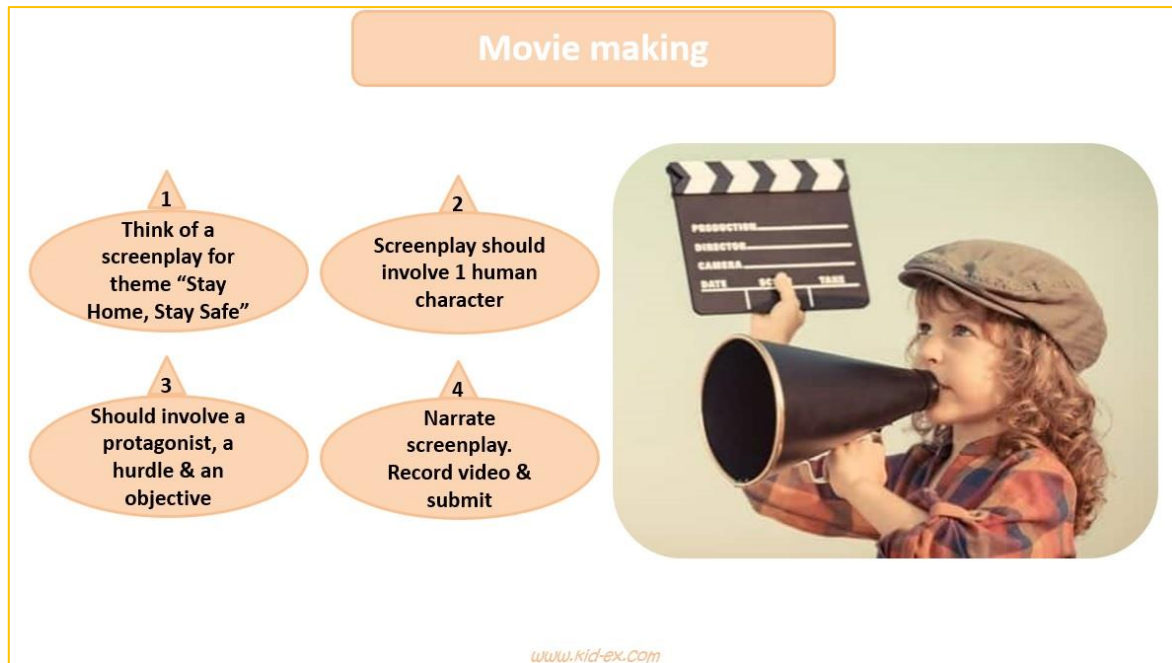 Movie making
1
Think of a
screenplay for
theme “Stay
Home, Stay Safe”
2
Screenplay should
involve 1 human
character
3
Should involve a
protagonist, a
hurdle & an
objective
4
Narrate
screenplay.
Record video &
submit
PRODUCTION
DIRECTOR
CAMERA
DATE TAKE
www.kid-ex.com